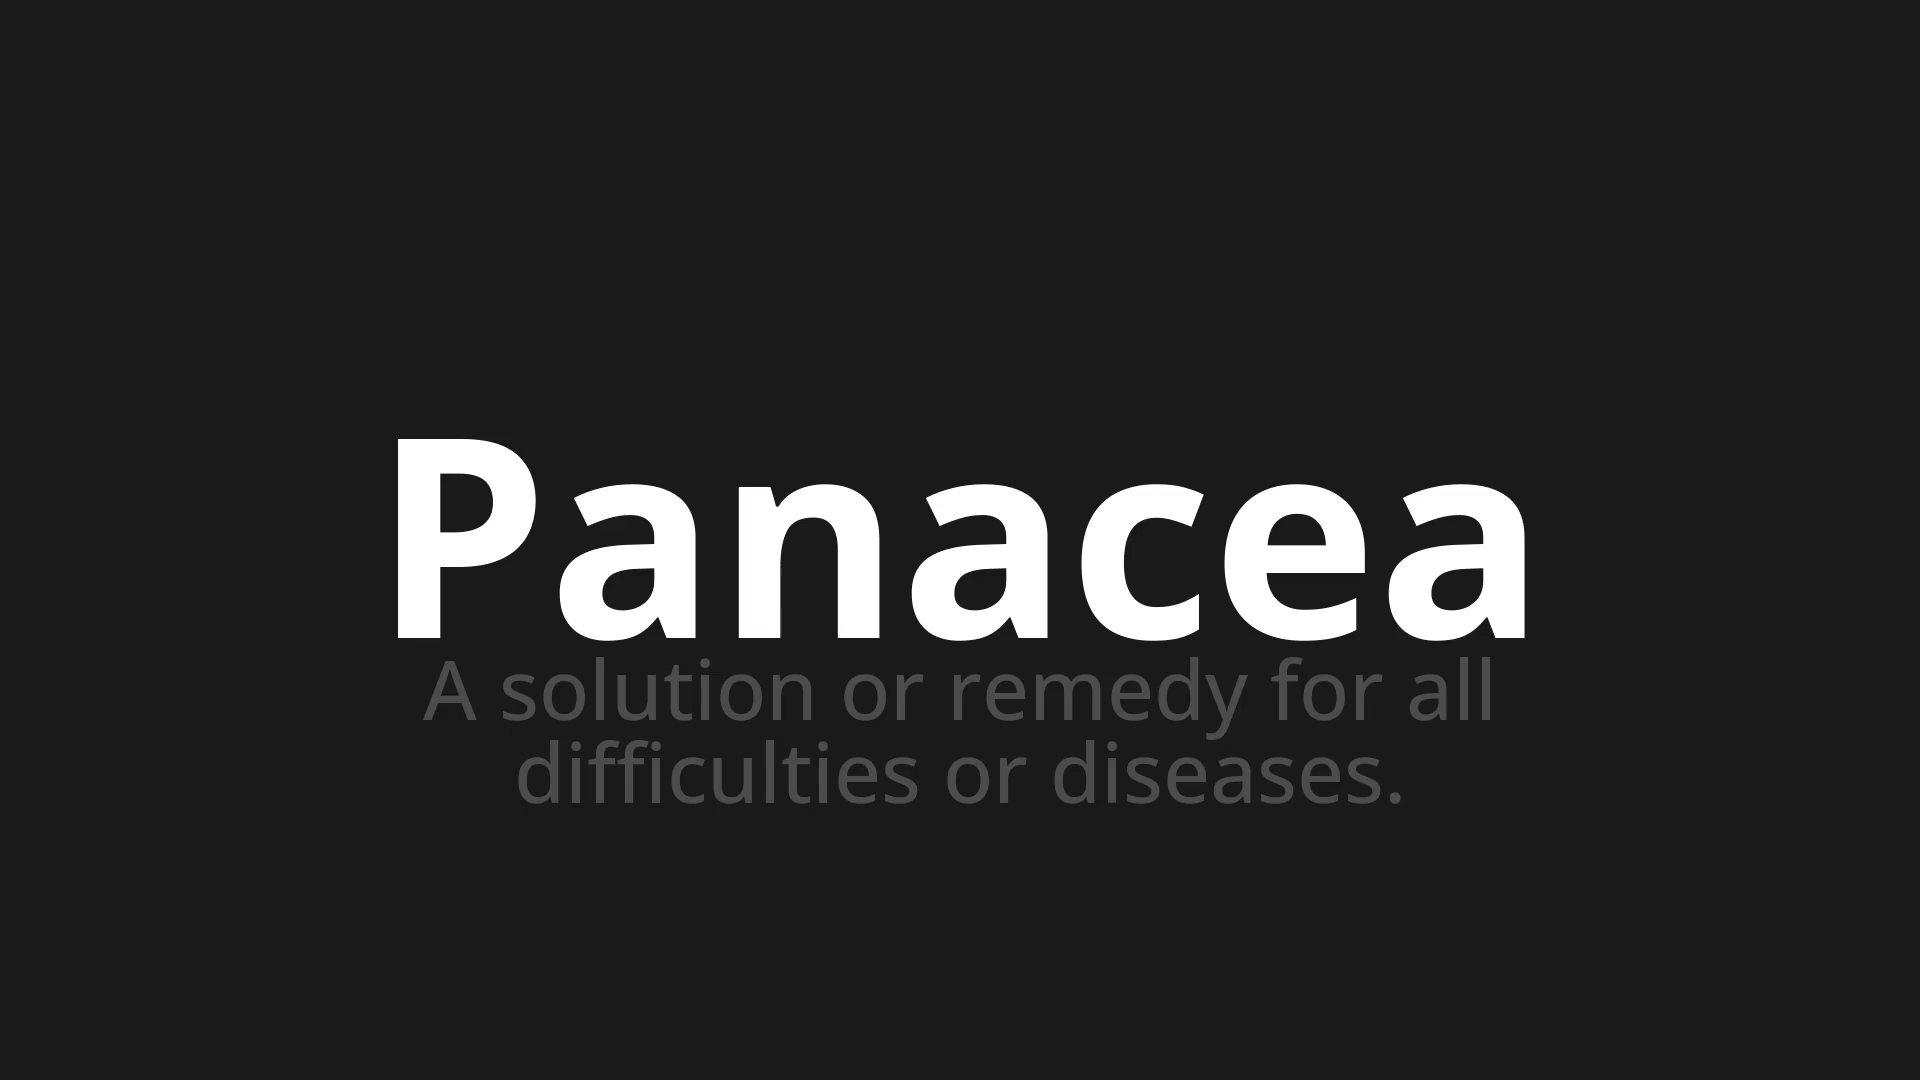 Panacea
A solution or remedy for all
difficulties or diseases.